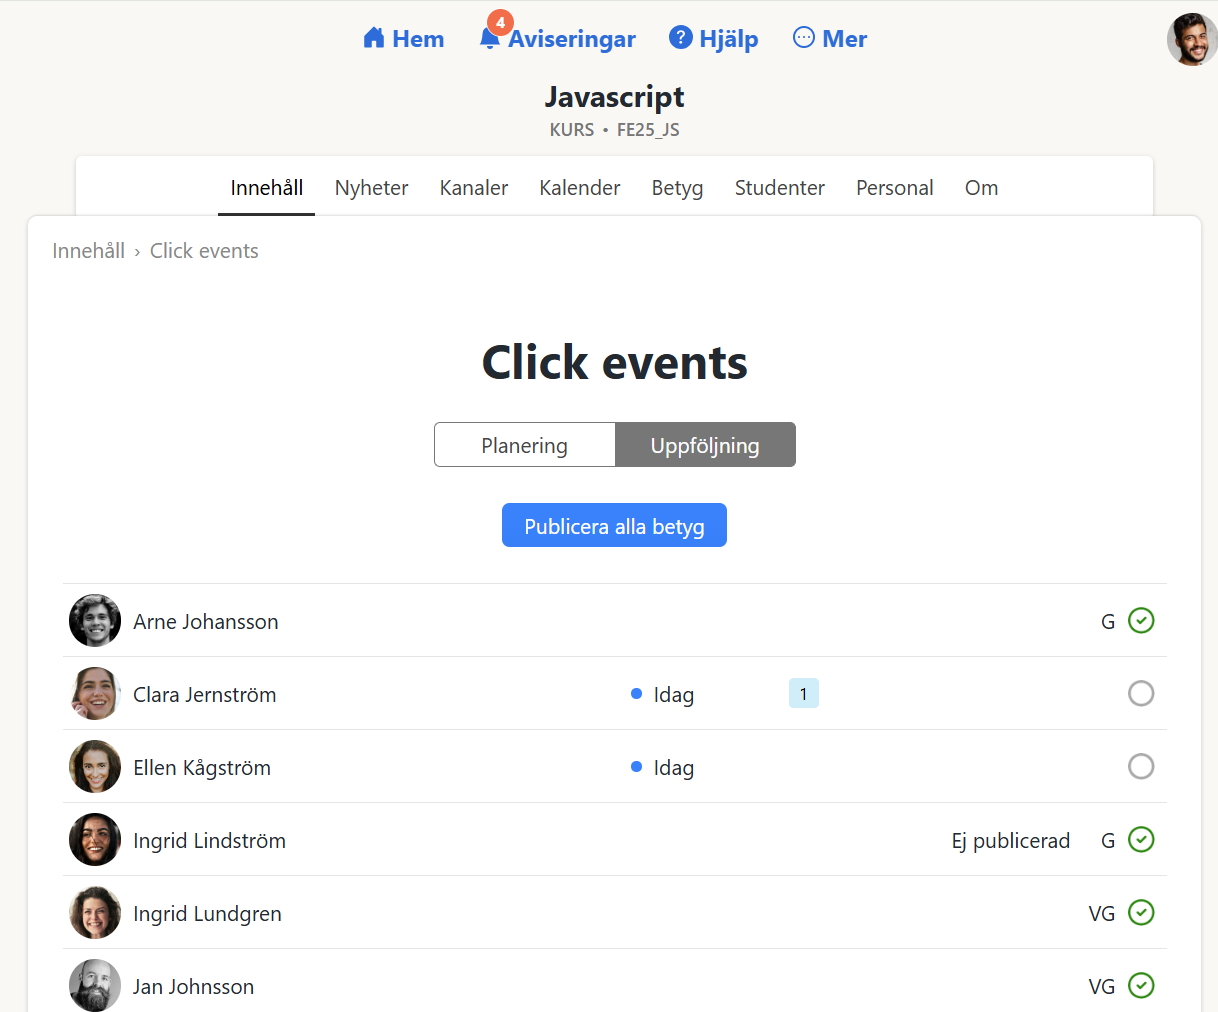 Hem 4 Aviseringar ? Hjälp Mer
Javascript
KURS • FE25_JS
Innehåll Nyheter Kanaler Kalender Betyg Studenter Personal Om
Innehåll › Click events
Click events
Planering Uppföljning
Publicera alla betyg
Arne Johansson G
Clara Jernström Idag 1
Ellen Kågström Idag
Ingrid Lindström Ej publicerad G
Ingrid Lundgren VG
Jan Johnsson VG